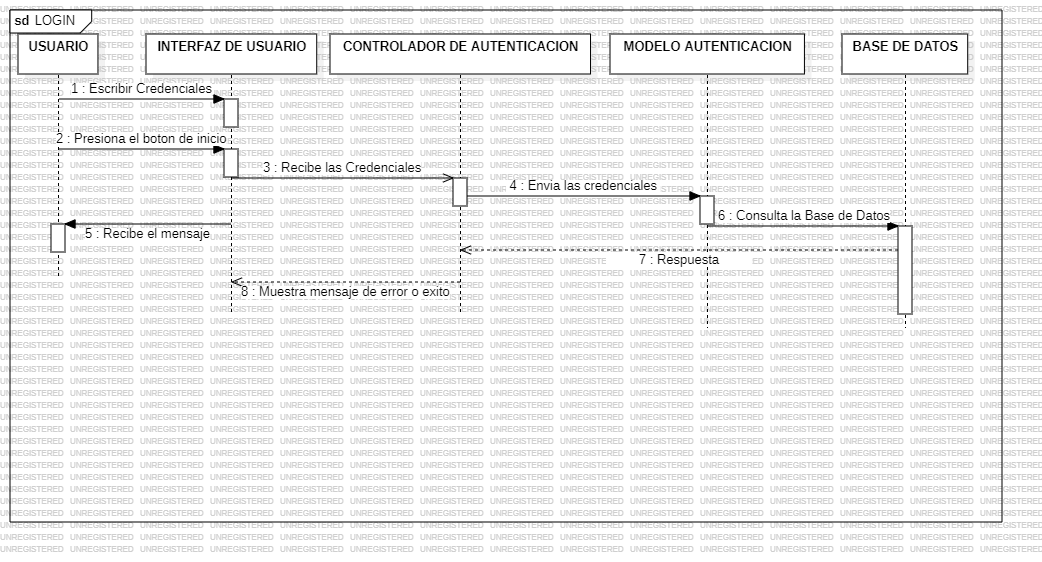 sd LOGIN
USUARIO
INTERFAZ DE USUARIO
CONTROLADOR DE AUTENTICACION
MODELO AUTENTICACION
BASE DE DATOS
1 : Escribir Credenciales
2 : Presiona el boton de inicio
3 : Recibe las Credenciales
4 : Envia las credenciales
6 : Consulta la Base de Datos
5 : Recibe el mensaje
7 : Respuesta
8 : Muestra mensaje de error o exito
UNREGISTERED